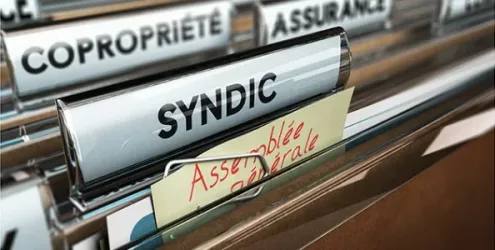 COPROPRIÉTÉ
ASSURANCE
SYNDIC
Assemblée
générale